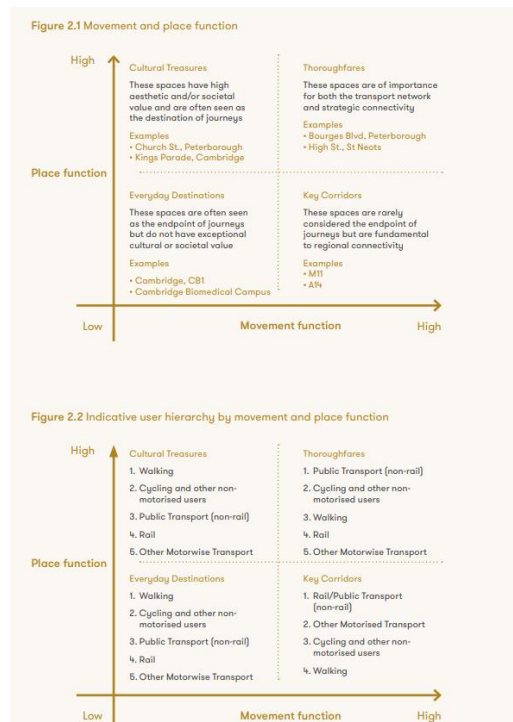 Figure 2.1 Movement and place function
High
Place function
Cultural Treasures
These spaces have high
aesthetic and/or societal
value and are often seen as
the destination of journeys
Examples
• Church St., Peterborough
• Kings Parade, Cambridge
Thoroughfares
These spaces are of importance
for both the transport network
and strategic connectivity
Examples
• Bourges Blvd, Peterborough
• High St., St Neots
Everyday Destinations
These spaces are often seen
as the endpoint of journeys
but do not have exceptional
cultural or societal value
Examples
• Cambridge, CB1
• Cambridge Biomedical Campus
Key Corridors
These spaces are rarely
considered the endpoint of
journeys but are fundamental
to regional connectivity
Examples
• M11
• A14
Low
Movement function
High
Figure 2.2 Indicative user hierarchy by movement and place function
High
Place function
Cultural Treasures
1. Walking
2. Cycling and other non-
motorised users
3. Public Transport (non-rail)
4. Rail
5. Other Motorwise Transport
Thoroughfares
1. Public Transport (non-rail)
2. Cycling and other non-
motorised users
3. Walking
4. Rail
5. Other Motorwise Transport
Everyday Destinations
1. Walking
2. Cycling and other non-
motorised users
3. Public Transport (non-rail)
4. Rail
5. Other Motorwise Transport
Key Corridors
1. Rail/Public Transport
(non-rail)
2. Other Motorised Transport
3. Cycling and other non-
motorised users
4. Walking
Low
Movement function
High